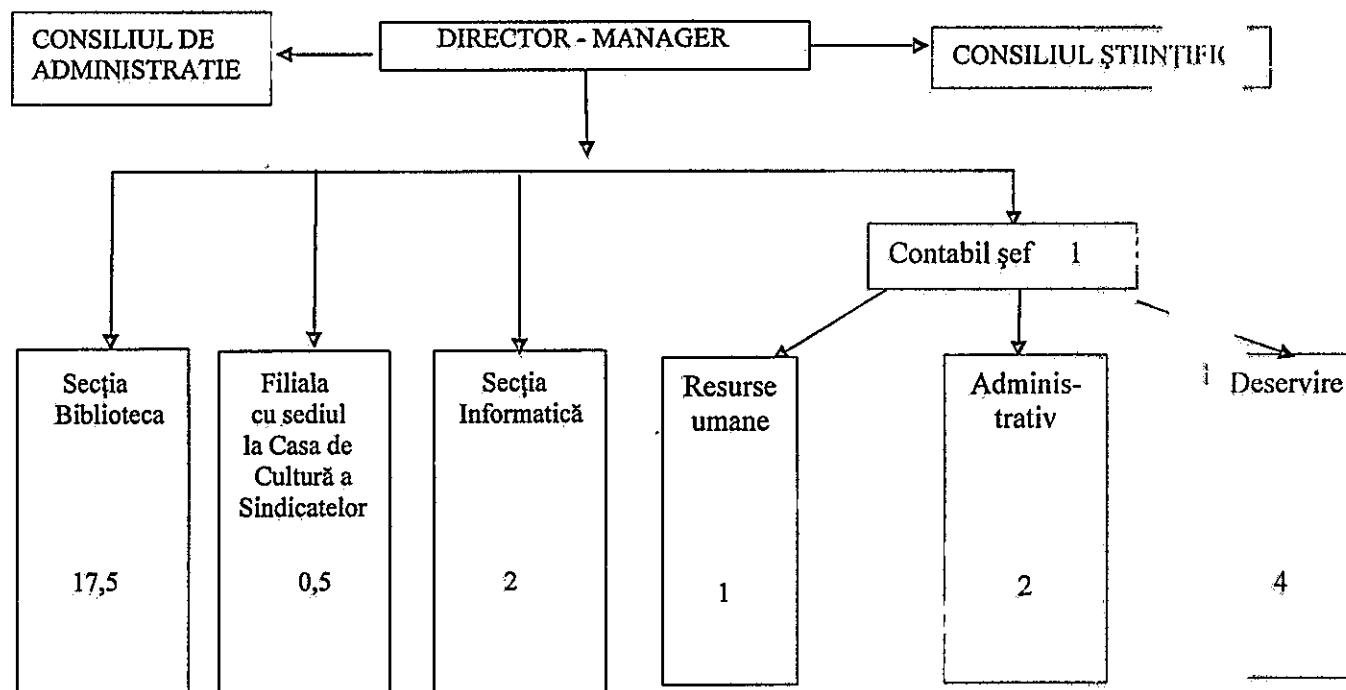 CONSILIUL DE
ADMINISTRATIE
DIRECTOR - MANAGER
CONSILIUL ŞTIINŢIFIC
Contabil şef 1
Secţia
Biblioteca
17,5
Filiala
cu sediul
la Casa de
Cultură a
Sindicatelor
0,5
Secţia
Informatică
2
Resurse
umane
1
Adminis-
trativ
2
Deservire
4